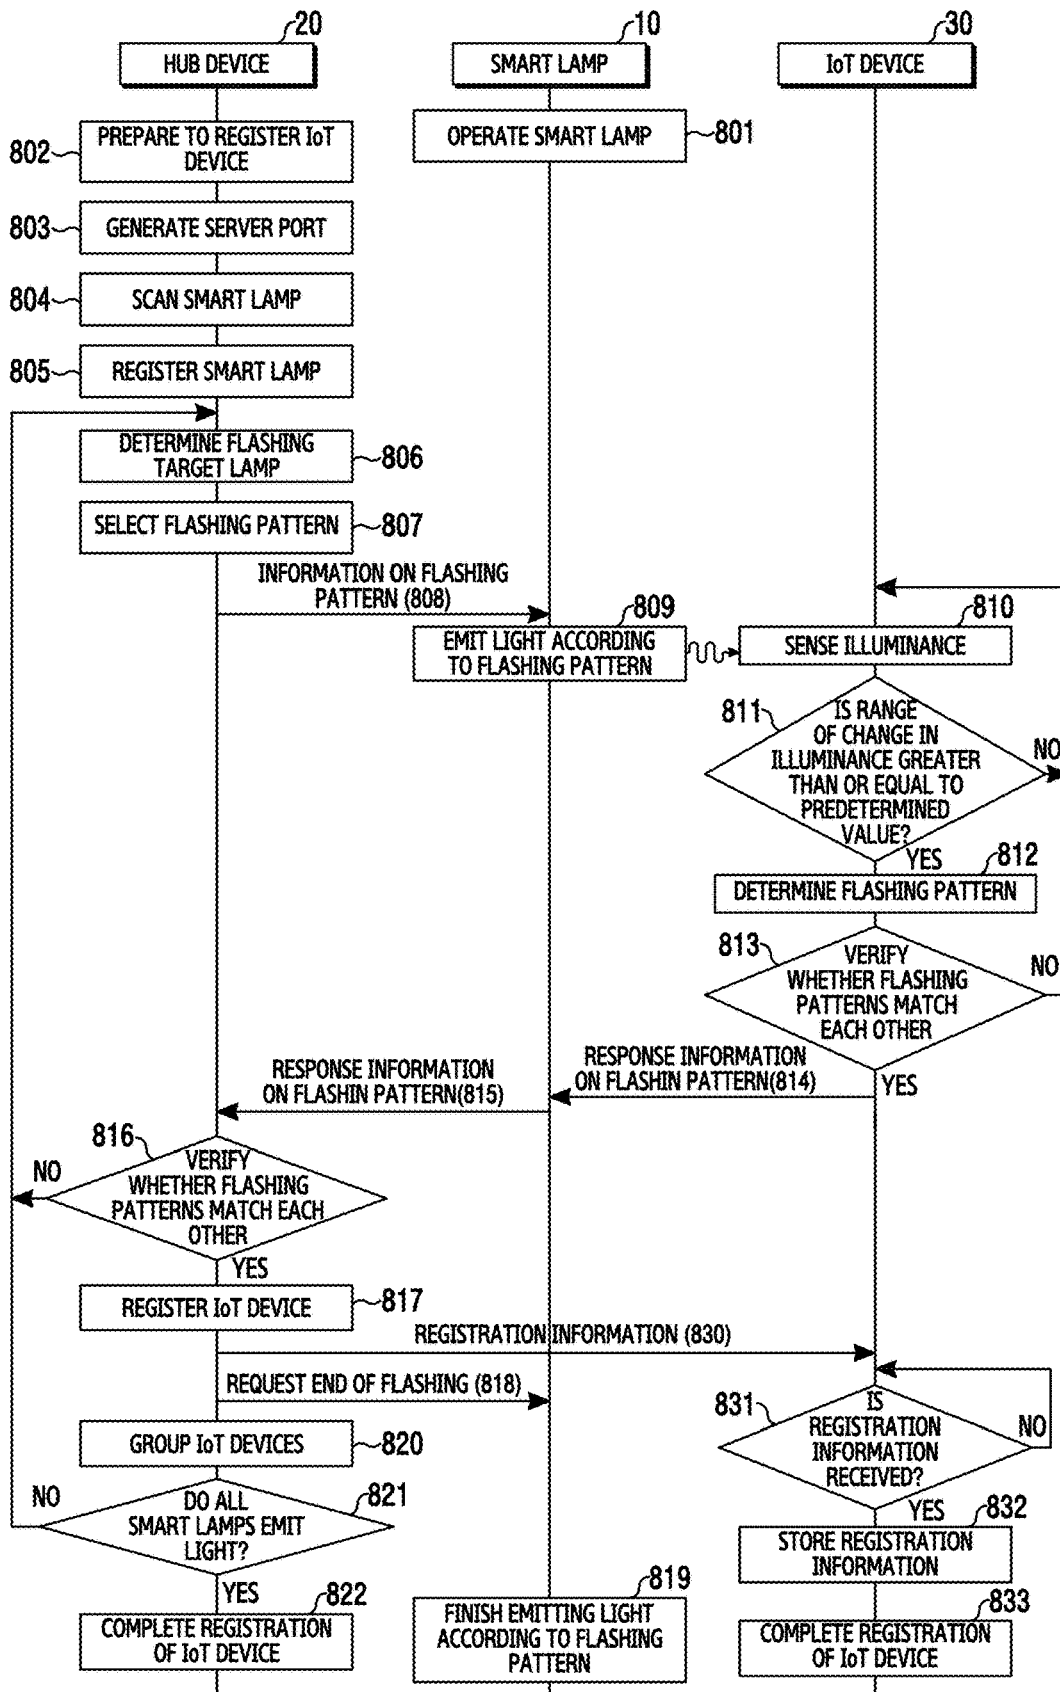 20
10
30
HUB DEVICE
SMART LAMP
IoT DEVICE
OPERATE SMART LAMP
801
802
PREPARE TO REGISTER IoT
DEVICE
803
GENERATE SERVER PORT
804
SCAN SMART LAMP
805
REGISTER SMART LAMP
DETERMINE FLASHING
TARGET LAMP
806
SELECT FLASHING PATTERN
807
INFORMATION ON FLASHING
PATTERN (808)
809
EMIT LIGHT ACCORDING
TO FLASHING PATTERN
810
SENSE ILLUMINANCE
811
IS RANGE
OF CHANGE IN
ILLUMINANCE GREATER
THAN OR EQUAL TO
PREDETERMINED
VALUE?
NO
YES
812
DETERMINE FLASHING PATTERN
813
VERIFY
WHETHER FLASHING
PATTERNS MATCH
EACH OTHER
NO
YES
RESPONSE INFORMATION
ON FLASHIN PATTERN(814)
RESPONSE INFORMATION
ON FLASHIN PATTERN(815)
816
VERIFY
WHETHER FLASHING
PATTERNS MATCH EACH
OTHER
NO
YES
REGISTER IoT DEVICE
817
REGISTRATION INFORMATION (830)
REQUEST END OF FLASHING (818)
831
IS
REGISTRATION
INFORMATION
RECEIVED?
NO
YES
GROUP IoT DEVICES
820
821
DO ALL
SMART LAMPS EMIT
LIGHT?
NO
YES
832
STORE REGISTRATION
INFORMATION
822
COMPLETE REGISTRATION
OF IoT DEVICE
819
FINISH EMITTING LIGHT
ACCORDING TO FLASHING
PATTERN
833
COMPLETE REGISTRATION
OF IoT DEVICE